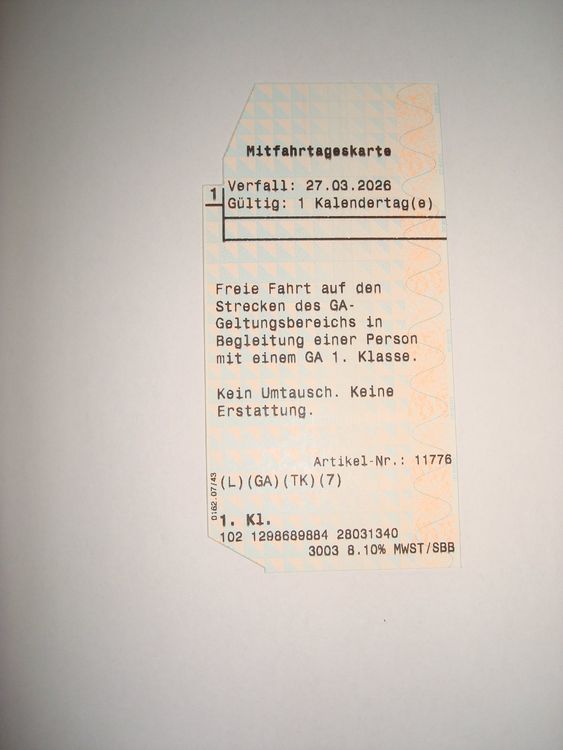 Mitfahrtageskarte
Verfall: 27.03.2026
1
Gültig: 1 Kalendertag(e)
Freie Fahrt auf den
Strecken des GA-
Geltungsbereichs in
Begleitung einer Person
mit einem GA 1. Klasse.
Kein Umtausch. Keine
Erstattung.
Artikel-Nr.: 11776
(L)(GA)(TK)(7)
0162.07/43
1. Kl.
102 1298689884 28031340
3003 8.10% MWST/SBB